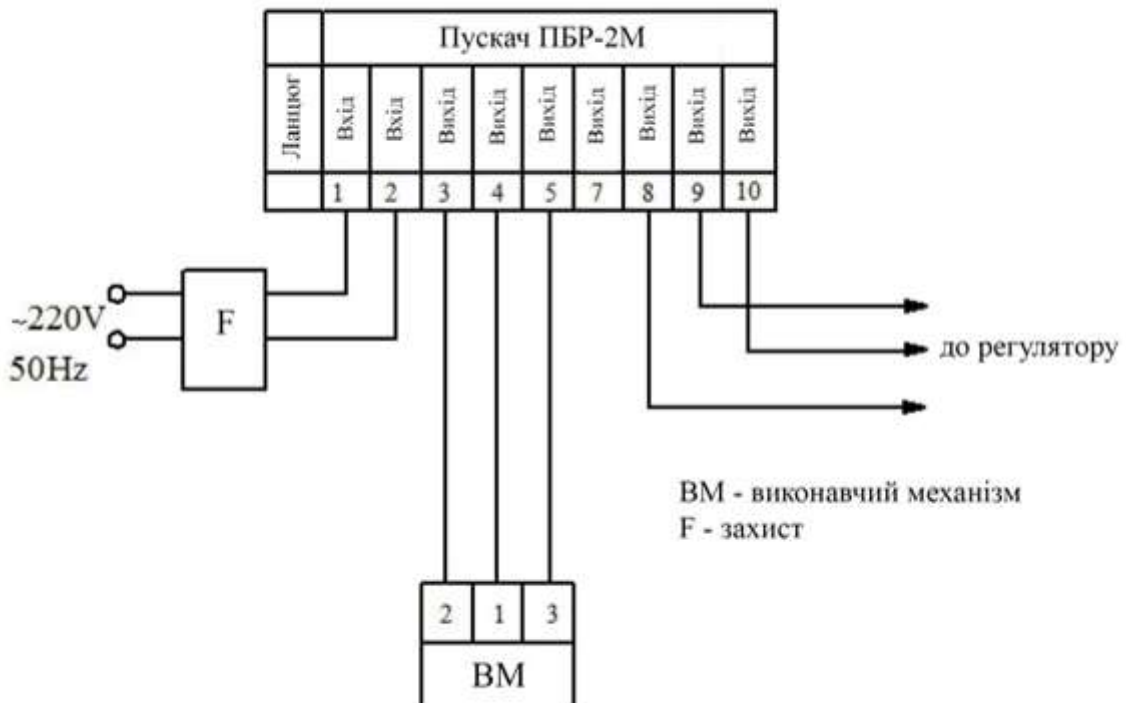 Пускач ПБР-2М
Ланцюг
Вхід
Вхід
Вихід
Вихід
Вихід
Вихід
Вихід
Вихід
1
2
3
4
5
7
8
9
10
~220V
50Hz
F
до регулятору
ВМ - виконавчий механізм
F - захист
2
1
3
ВМ